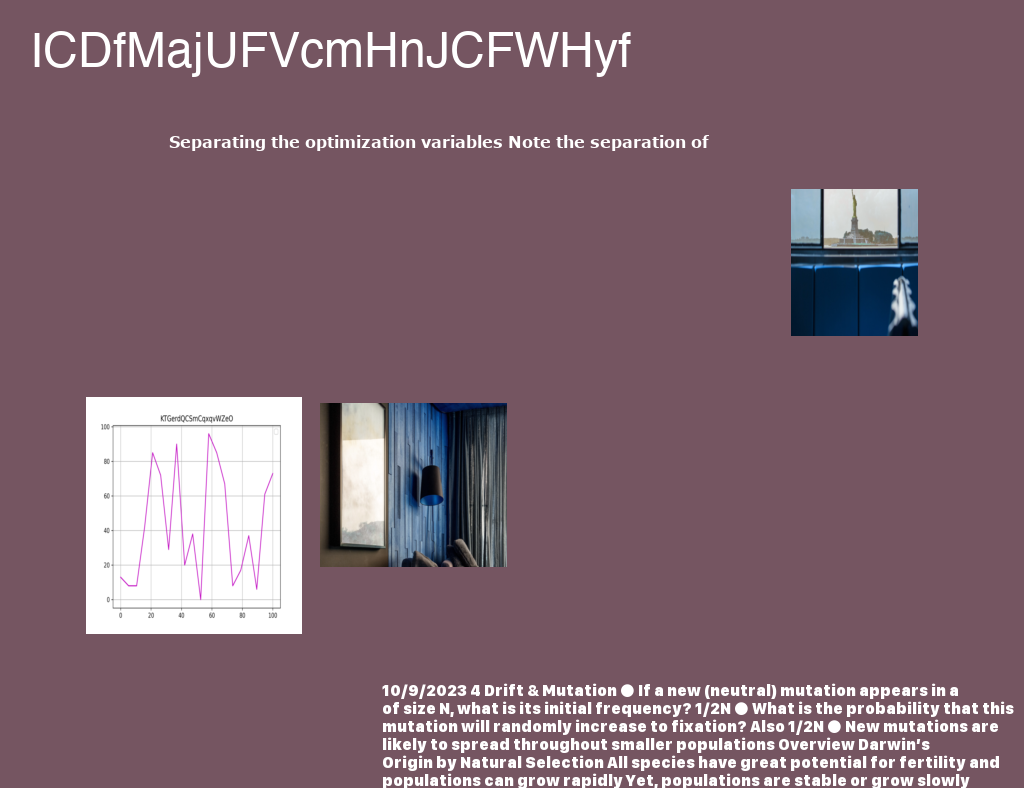 ICDfMajUFVcmHnJCFWHyf
Separating the optimization variables Note the separation of
KTGerdQCSmCqxqvWZeO
100
80
60
40
20
0
0 20 40 60 80 100
10/9/2023 4 Drift & Mutation ● If a new (neutral) mutation appears in a
of size N, what is its initial frequency? 1/2N ● What is the probability that this
mutation will randomly increase to fixation? Also 1/2N ● New mutations are
likely to spread throughout smaller populations Overview Darwin's
Origin by Natural Selection All species have great potential for fertility and
populations can grow rapidly Yet, populations are stable or grow slowly